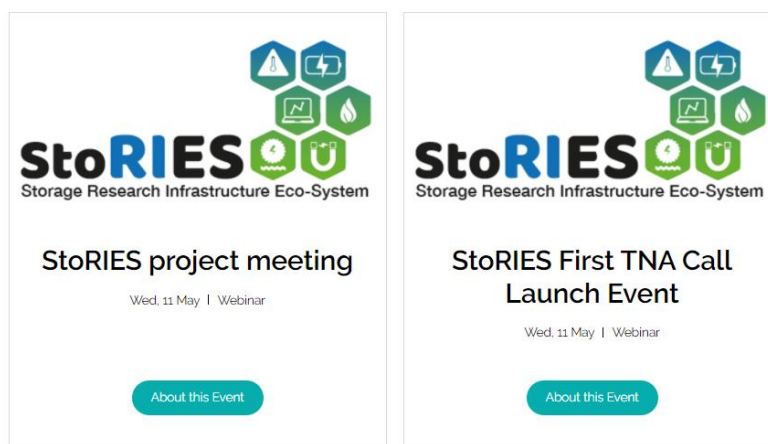 StoRIES
Storage Research Infrastructure Eco-System
StoRIES project meeting
Wed, 11 May | Webinar
About this Event
StoRIES
Storage Research Infrastructure Eco-System
StoRIES First TNA Call
Launch Event
Wed, 11 May | Webinar
About this Event